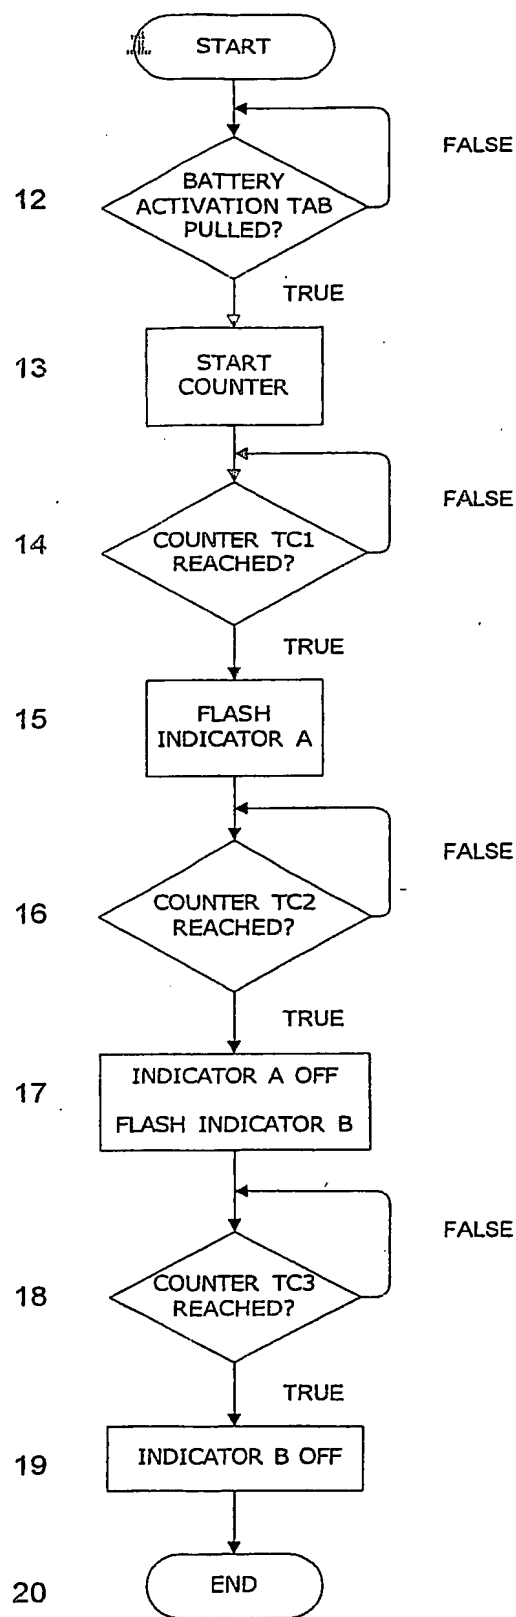 START
FALSE
12
BATTERY
ACTIVATION TAB
PULLED?
TRUE
13
START
COUNTER
FALSE
14
COUNTER TC1
REACHED?
TRUE
15
FLASH
INDICATOR A
FALSE
16
COUNTER TC2
REACHED?
TRUE
17
INDICATOR A OFF
FLASH INDICATOR B
FALSE
18
COUNTER TC3
REACHED?
TRUE
19
INDICATOR B OFF
20
END